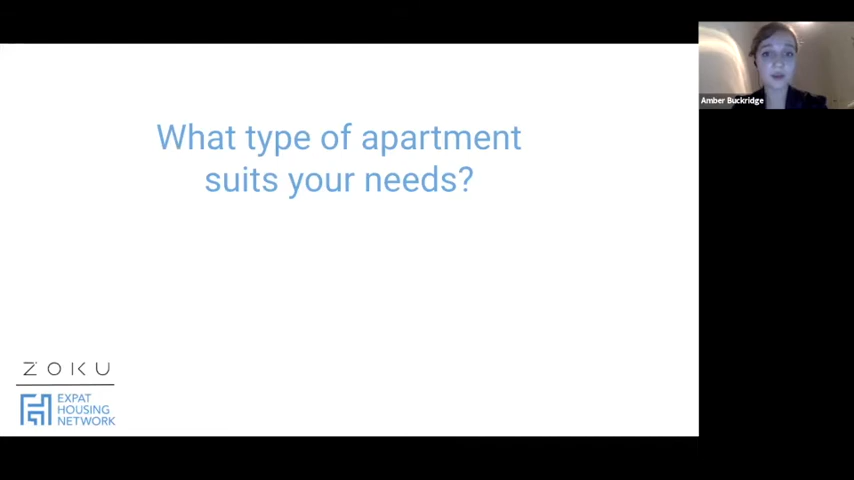 What type of apartment
suits your needs?
Amber Buckridge
ZOKU
EXPAT
HOUSING
NETWORK